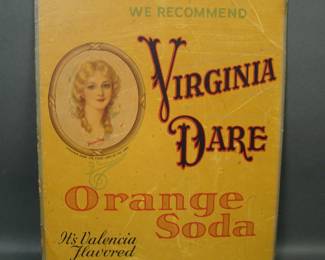 WE RECOMMEND
VIRGINIA
DARE
Orange
Soda
It's Valencia
Flavored